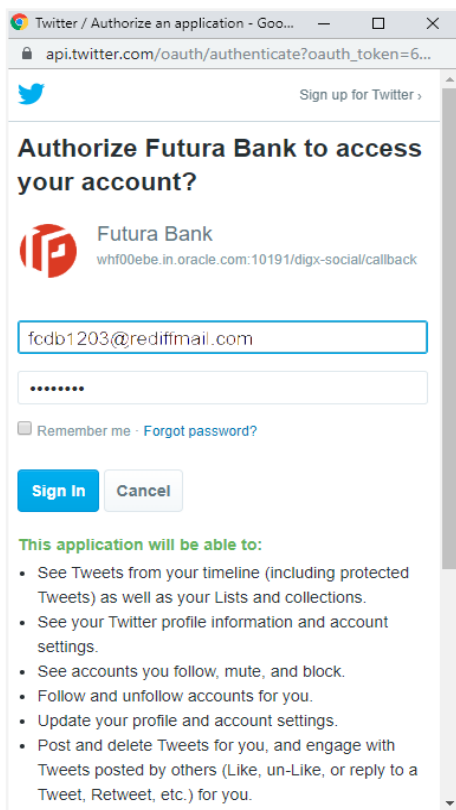 Twitter / Authorize an application - Goo...
api.twitter.com/oauth/authenticate?oauth_token=6...
Sign up for Twitter ›
Authorize Futura Bank to access
your account?
Futura Bank
whf00ebe.in.oracle.com:10191/digx-social/callback
fcdb1203@rediffmail.com
••••••••
Remember me · Forgot password?
Sign In Cancel
This application will be able to:
• See Tweets from your timeline (including protected
Tweets) as well as your Lists and collections.
• See your Twitter profile information and account
settings.
• See accounts you follow, mute, and block.
• Follow and unfollow accounts for you.
• Update your profile and account settings.
• Post and delete Tweets for you, and engage with
Tweets posted by others (Like, un-Like, or reply to a
Tweet, Retweet, etc.) for you.